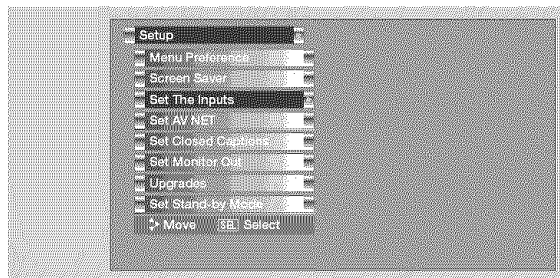 Setup
Menu Preference
Screen Saver
Set The Inputs
Set AV NET
Set Closed Captions
Set Monitor Out
Upgrades
Set Stand-by Mode
Move SEL Select